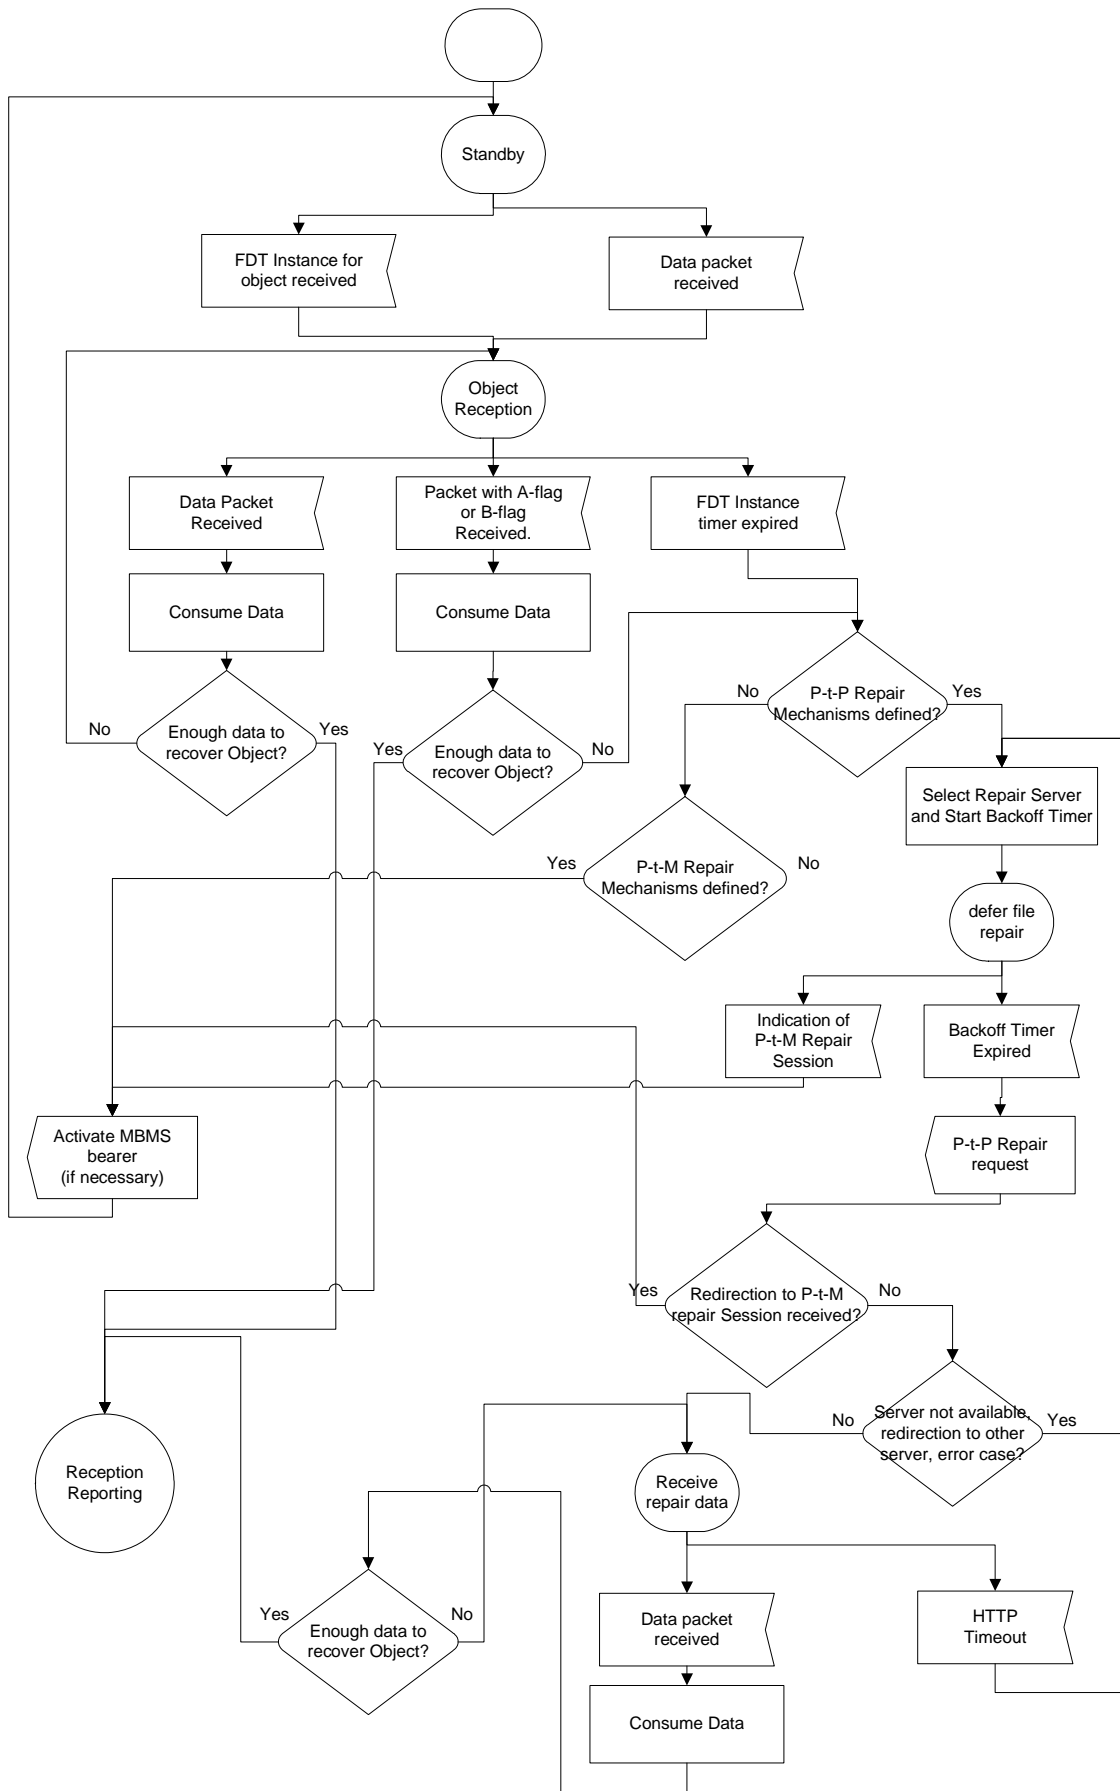 Standby
FDT Instance for
object received
Data packet
received
Object
Reception
Data Packet
Received
Packet with A-flag
or B-flag
Received.
FDT Instance
timer expired
Consume Data
Consume Data
No
P-t-P Repair
Mechanisms defined?
Yes
No
Enough data to
recover Object?
Yes
Yes
Enough data to
recover Object?
No
Select Repair Server
and Start Backoff Timer
Yes
P-t-M Repair
Mechanisms defined?
No
defer file
repair
Indication of
P-t-M Repair
Session
Backoff Timer
Expired
Activate MBMS
bearer
(if necessary)
P-t-P Repair
request
Yes
Redirection to P-t-M
repair Session received?
No
No
Server not available,
redirection to other
server, error case?
Yes
Reception
Reporting
Receive
repair data
Yes
Enough data to
recover Object?
No
Data packet
received
HTTP
Timeout
Consume Data